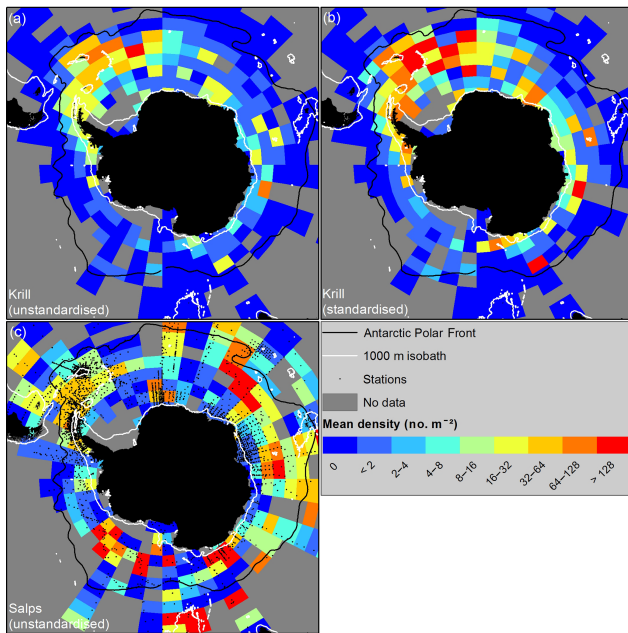 (a)
Krill
(unstandardised)
(b)
Krill
(standardised)
(c)
Salps
(unstandardised)
Antarctic Polar Front
1000 m isobath
Stations
No data
Mean density (no. m⁻²)
0
< 2
2–4
4–8
8–16
16–32
32–64
64–128
> 128